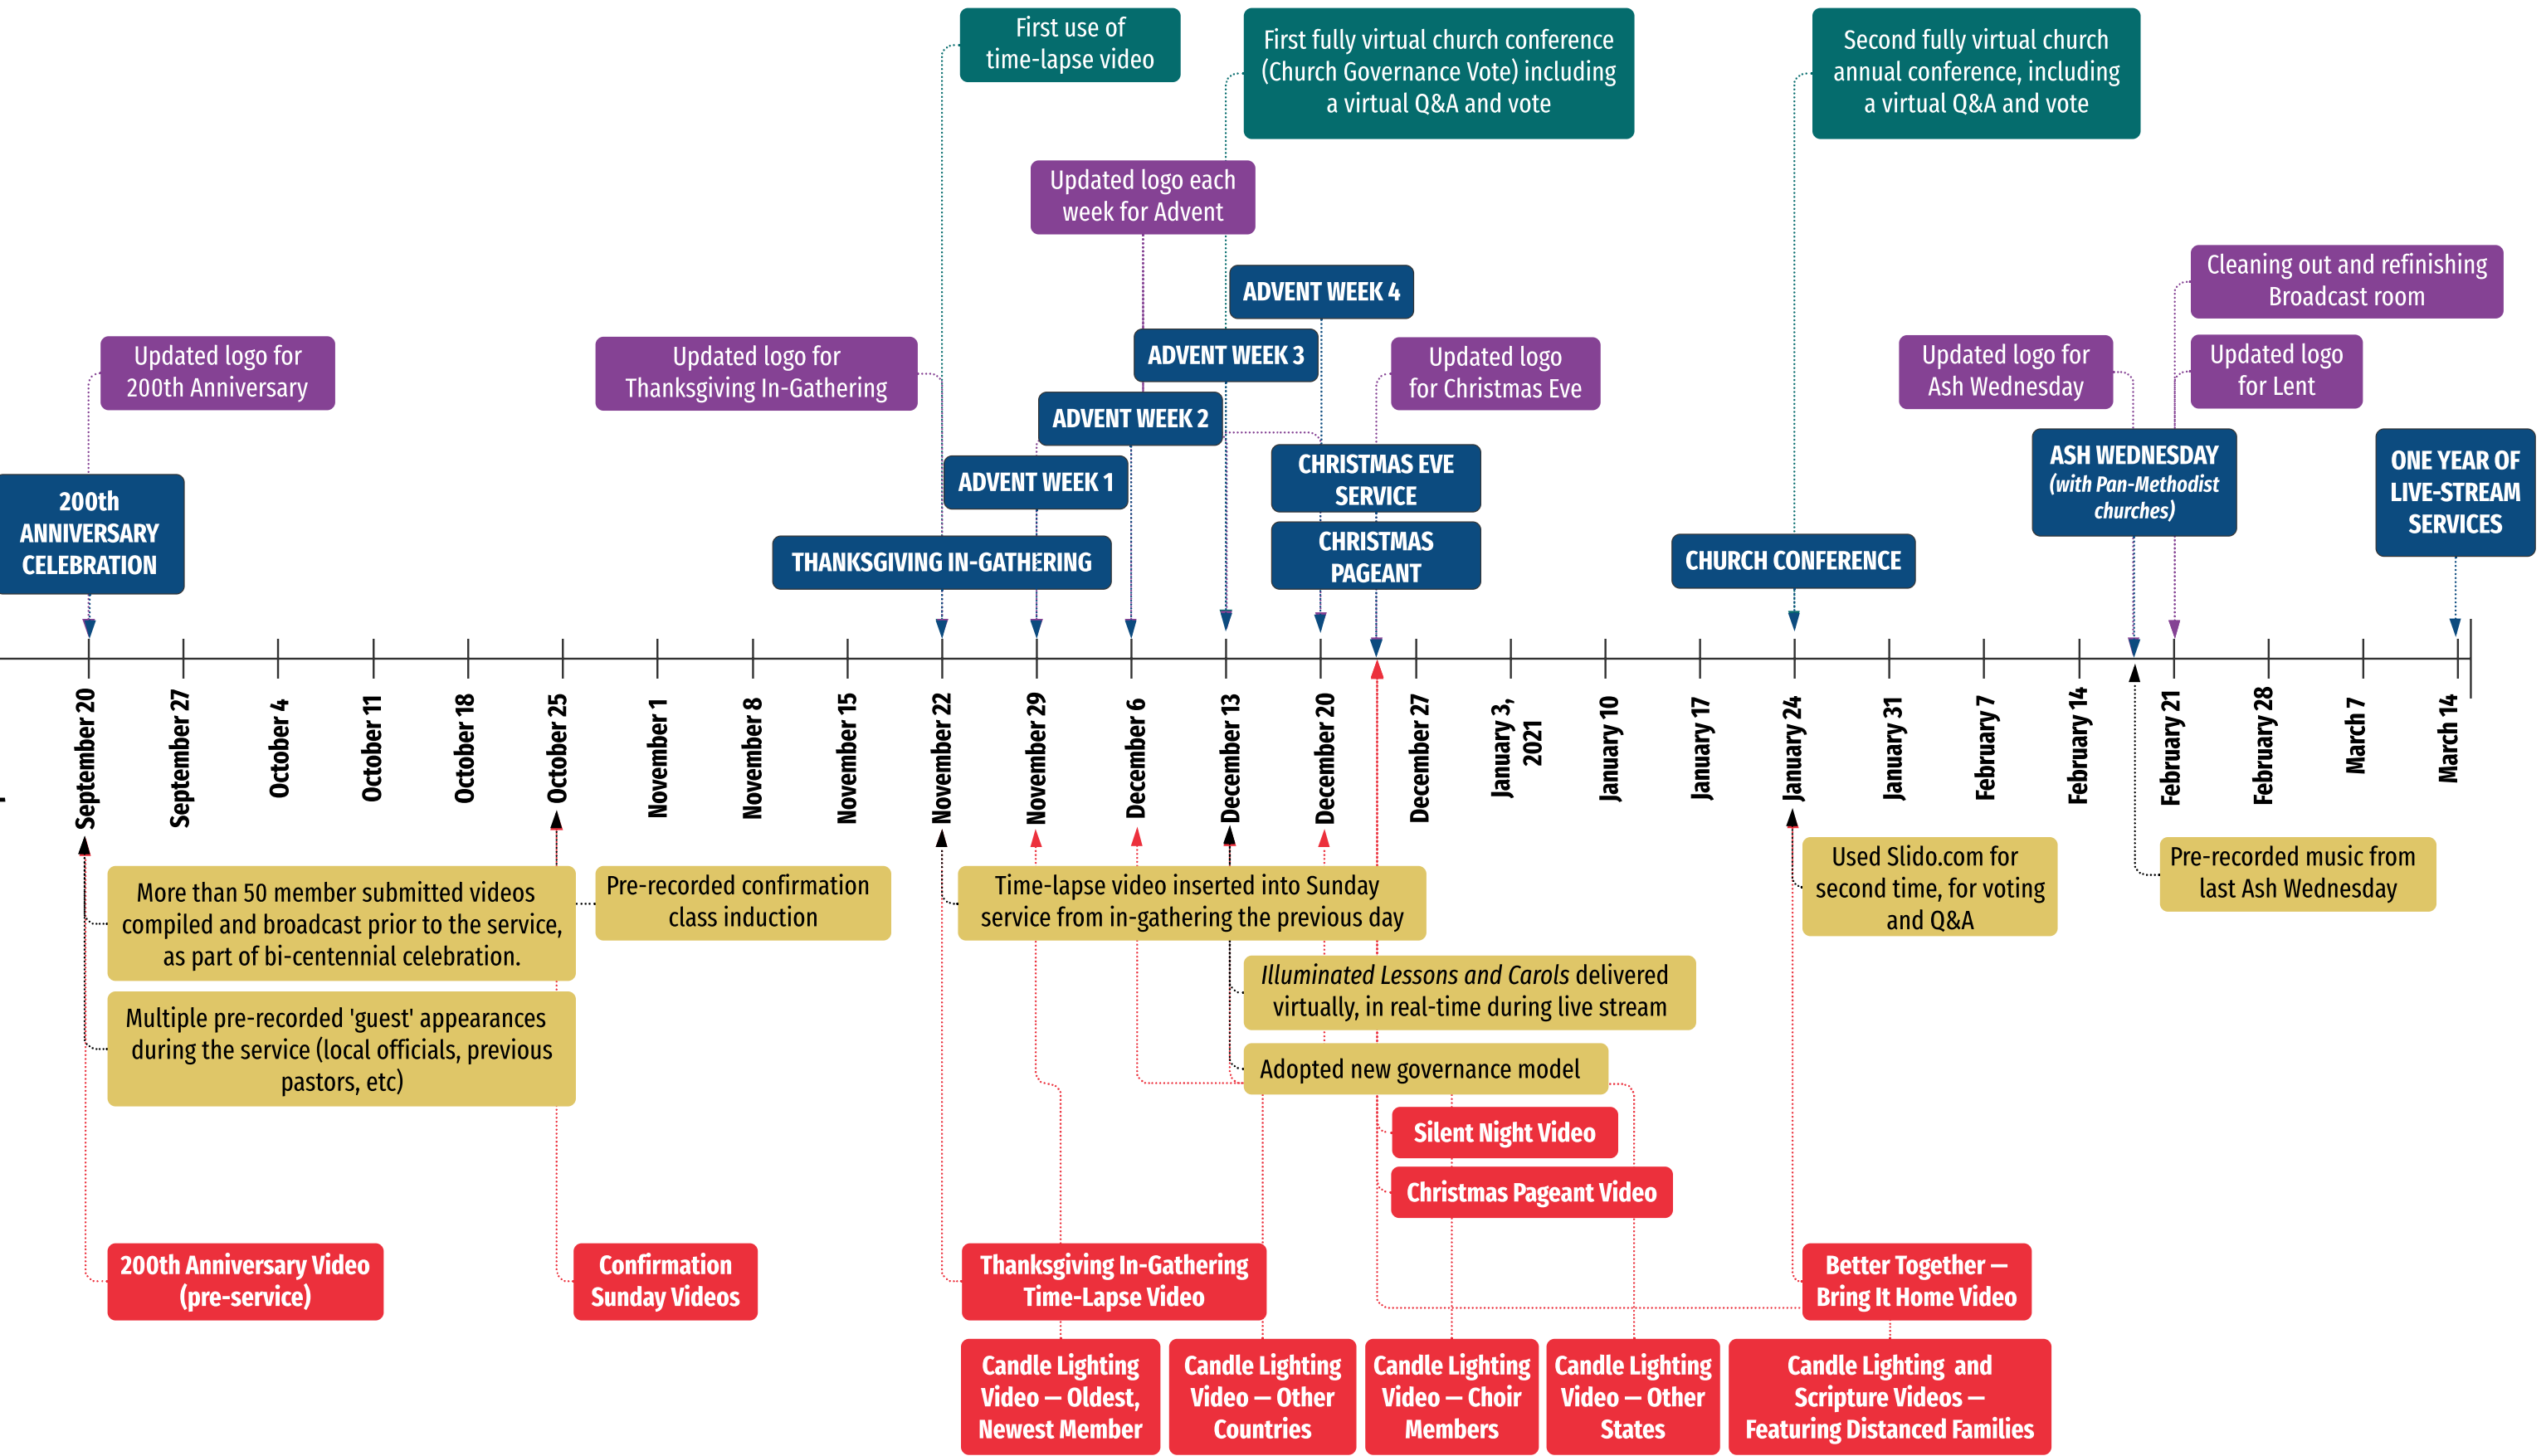 First use of
time-lapse video
First fully virtual church conference
(Church Governance Vote) including
a virtual Q&A and vote
Second fully virtual church
annual conference, including
a virtual Q&A and vote
Updated logo each
week for Advent
Cleaning out and refinishing
Broadcast room
ADVENT WEEK 4
ADVENT WEEK 3
ADVENT WEEK 2
ADVENT WEEK 1
Updated logo for
200th Anniversary
Updated logo for
Thanksgiving In-Gathering
Updated logo
for Christmas Eve
Updated logo for
Ash Wednesday
Updated logo
for Lent
200th
ANNIVERSARY
CELEBRATION
THANKSGIVING IN-GATHERING
CHRISTMAS EVE
SERVICE
CHRISTMAS
PAGEANT
CHURCH CONFERENCE
ASH WEDNESDAY
(with Pan-Methodist
churches)
ONE YEAR OF
LIVE-STREAM
SERVICES
September 20
September 27
October 4
October 11
October 18
October 25
November 1
November 8
November 15
November 22
November 29
December 6
December 13
December 20
December 27
January 3,
2021
January 10
January 17
January 24
January 31
February 7
February 14
February 21
February 28
March 7
March 14
More than 50 member submitted videos
compiled and broadcast prior to the service,
as part of bi-centennial celebration.
Multiple pre-recorded 'guest' appearances
during the service (local officials, previous
pastors, etc)
Pre-recorded confirmation
class induction
Time-lapse video inserted into Sunday
service from in-gathering the previous day
Illuminated Lessons and Carols delivered
virtually, in real-time during live stream
Adopted new governance model
Used Slido.com for
second time, for voting
and Q&A
Pre-recorded music from
last Ash Wednesday
Silent Night Video
Christmas Pageant Video
200th Anniversary Video
(pre-service)
Confirmation
Sunday Videos
Thanksgiving In-Gathering
Time-Lapse Video
Better Together —
Bring It Home Video
Candle Lighting
Video — Oldest,
Newest Member
Candle Lighting
Video — Other
Countries
Candle Lighting
Video — Choir
Members
Candle Lighting
Video — Other
States
Candle Lighting and
Scripture Videos —
Featuring Distanced Families